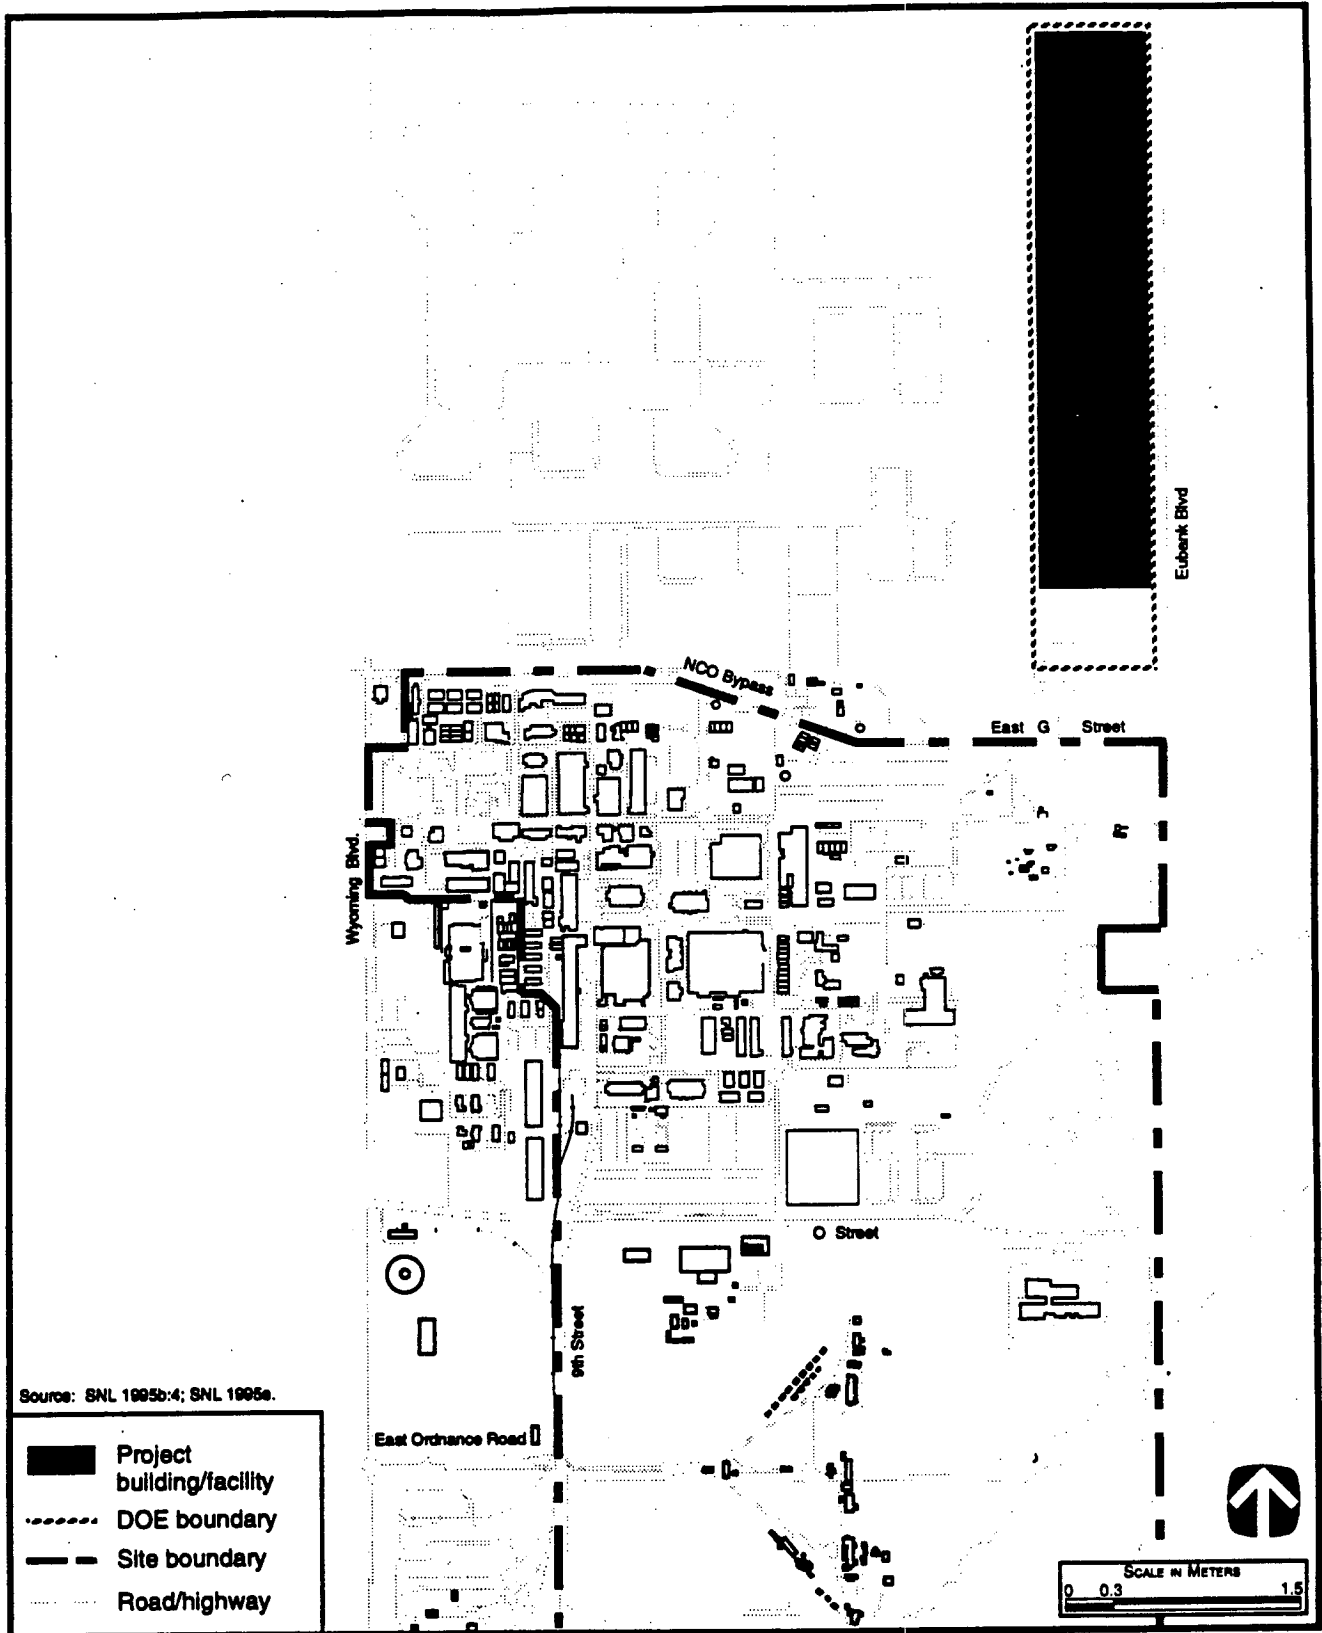 Eubank Blvd
NCO Bypass
East G Street
Wyoming Blvd.
O Street
9th Street
Source: SNL 1995b:4; SNL 1995e.
East Ordnance Road
Project
building/facility
DOE boundary
Site boundary
Road/highway
SCALE IN METERS
0 0.3 1.5